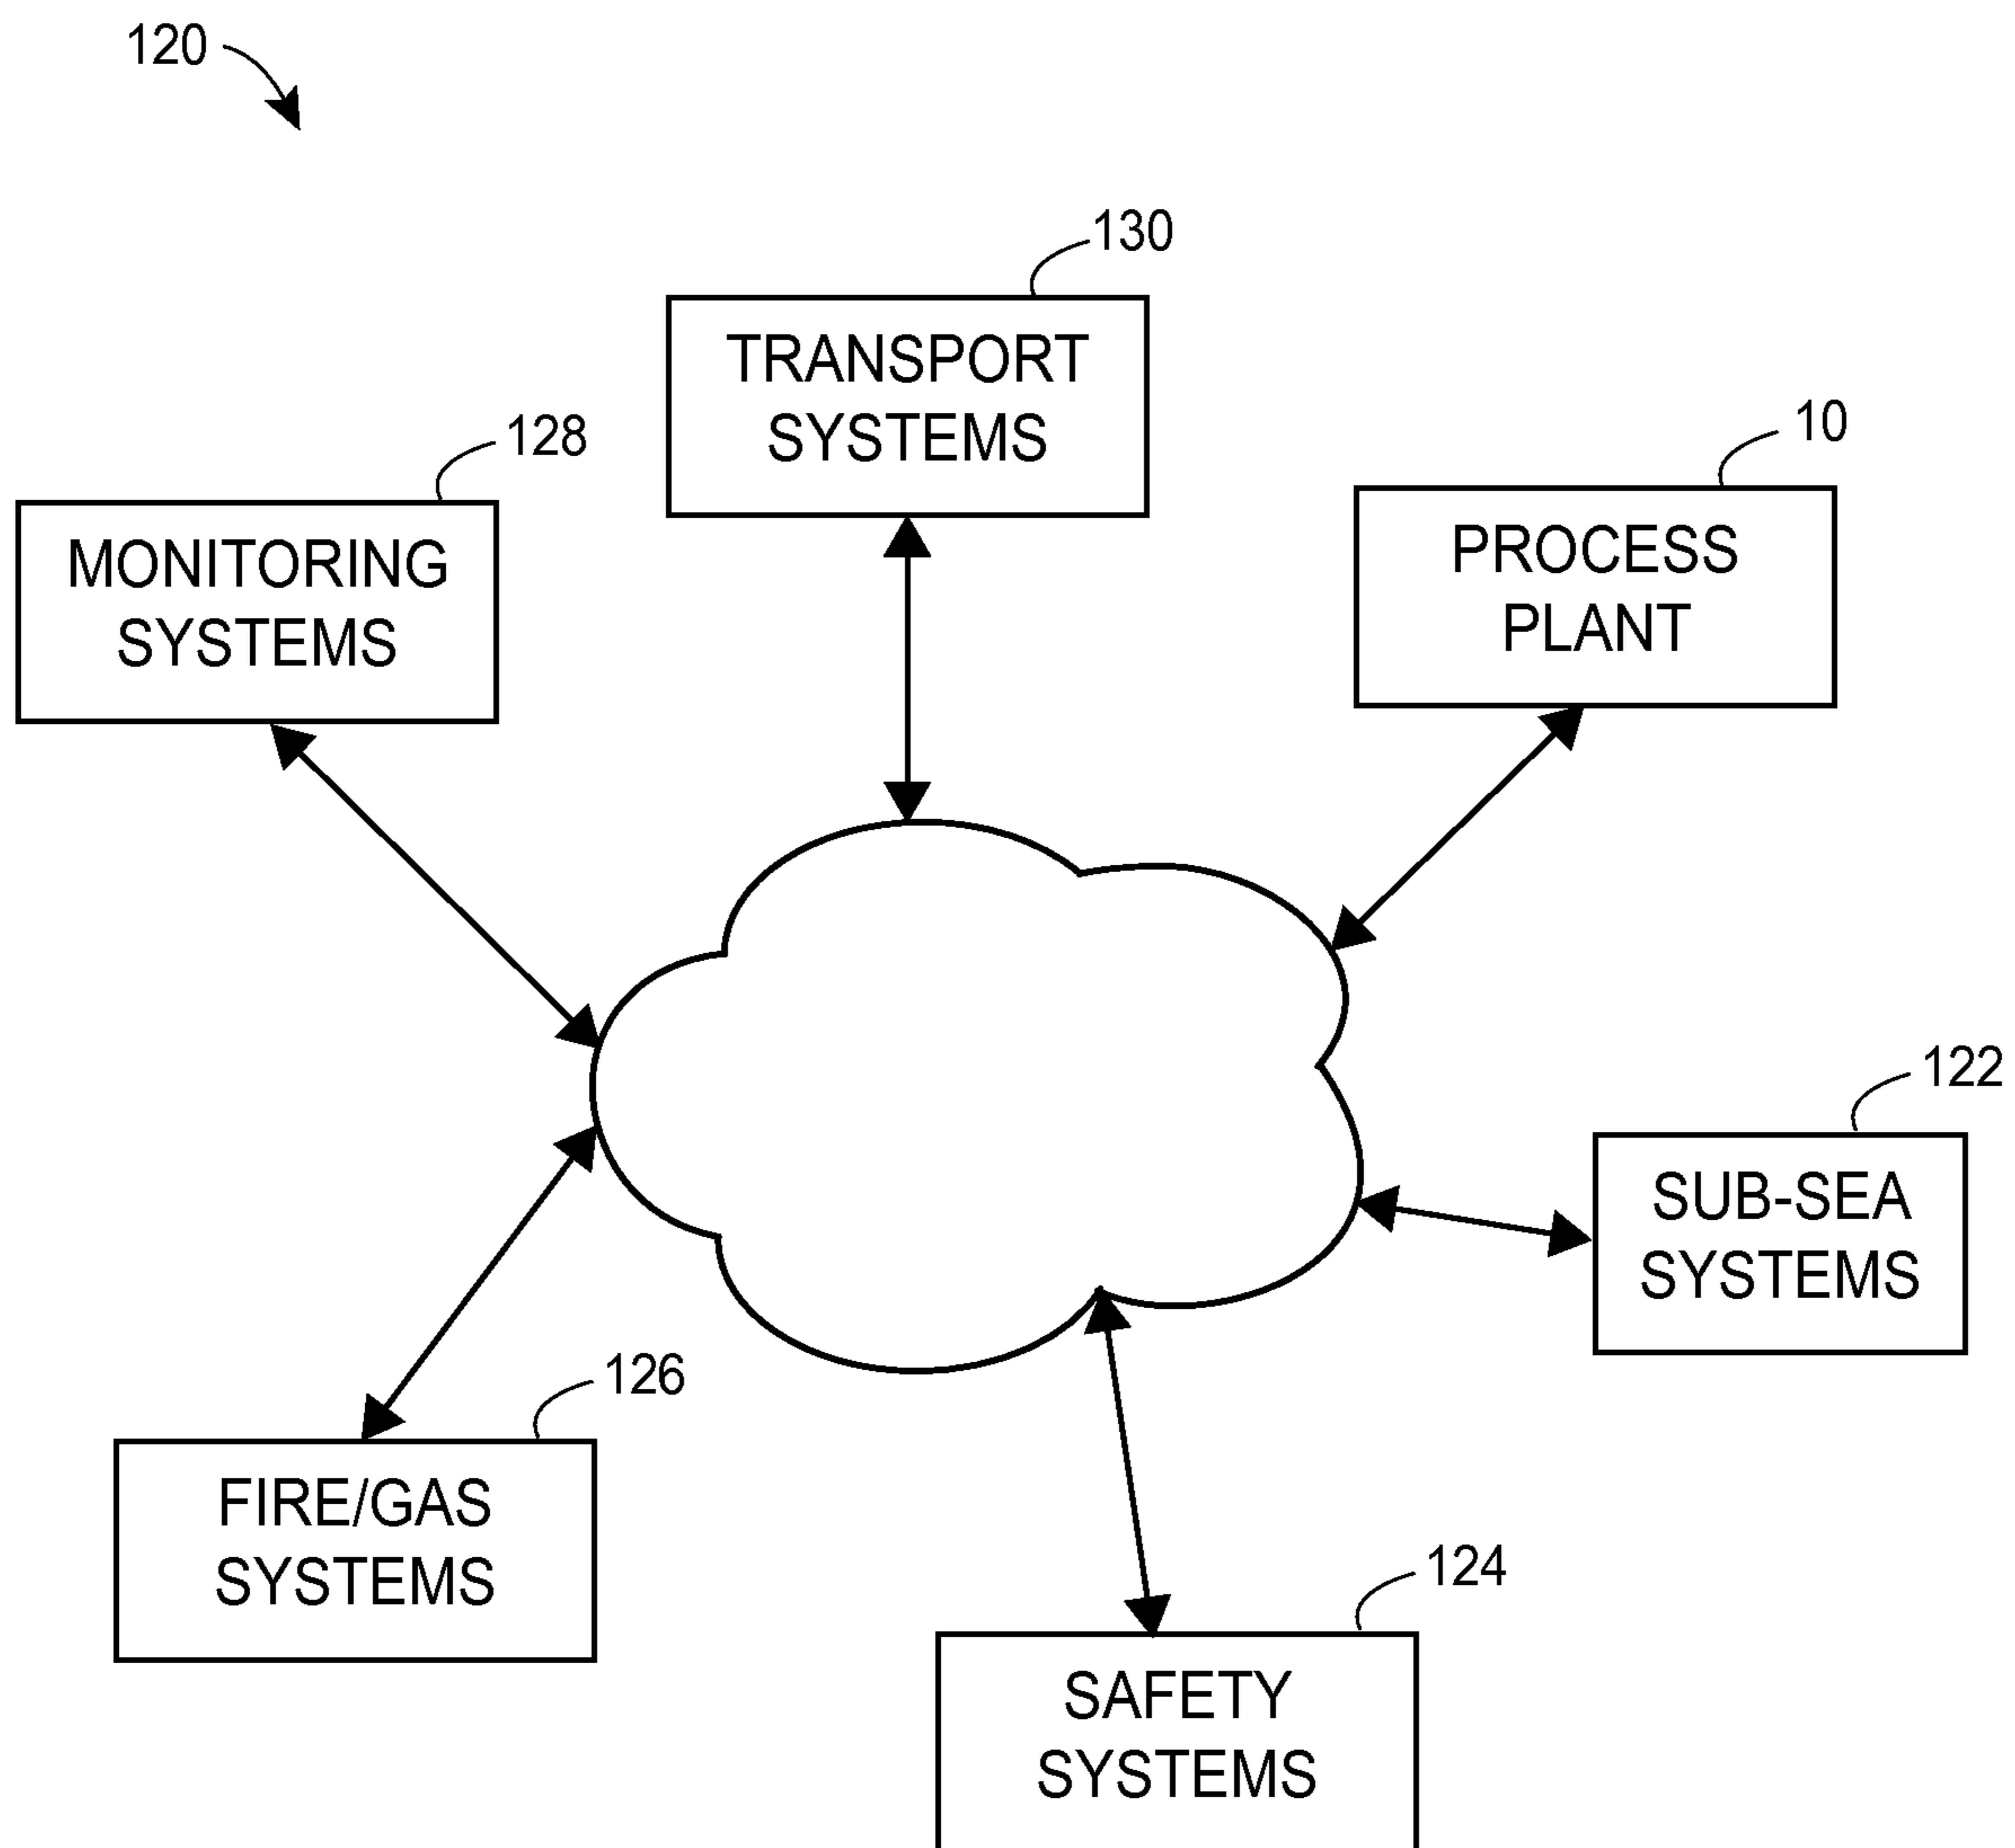 120
130
TRANSPORT
SYSTEMS
128
MONITORING
SYSTEMS
10
PROCESS
PLANT
122
SUB-SEA
SYSTEMS
126
FIRE/GAS
SYSTEMS
124
SAFETY
SYSTEMS